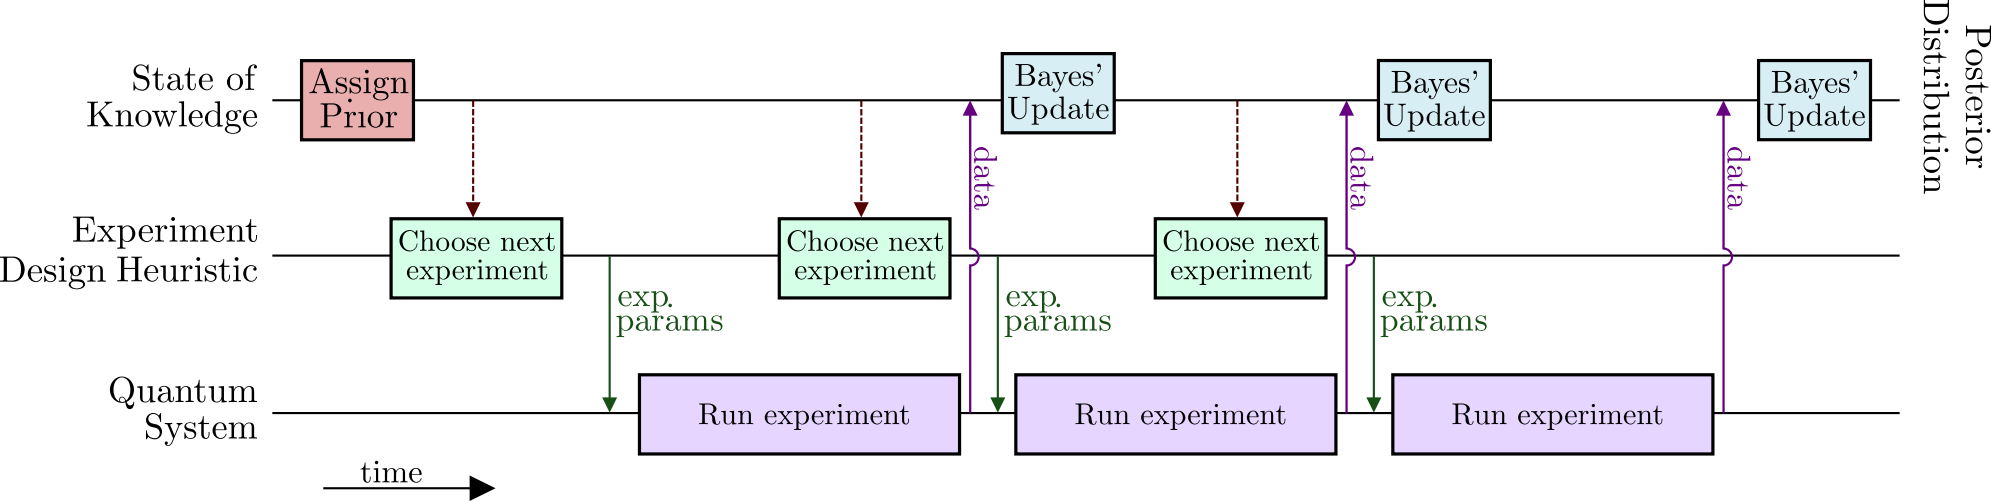 State of
Knowledge
Assign
Prior
Bayes'
Update
Bayes'
Update
Bayes'
Update
Posterior
Distribution
data
data
data
Experiment
Design Heuristic
Choose next
experiment
Choose next
experiment
Choose next
experiment
exp.
params
exp.
params
exp.
params
Quantum
System
Run experiment
Run experiment
Run experiment
time